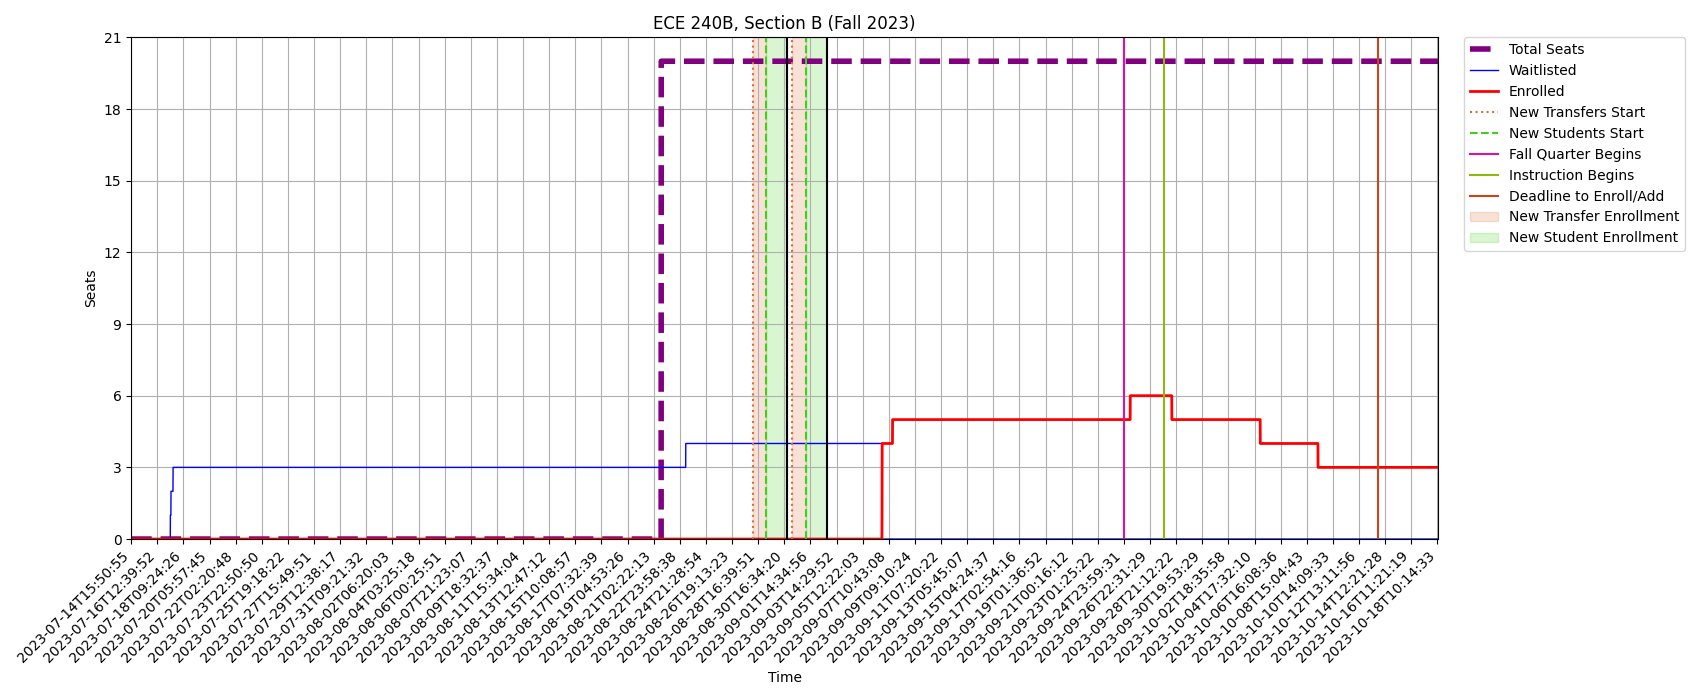 ECE 240B, Section B (Fall 2023)
21
18
15
12
9
6
3
0
Seats
2023-07-14T15:50:55
2023-07-16T12:39:52
2023-07-18T09:24:26
2023-07-20T05:57:45
2023-07-22T02:20:48
2023-07-23T22:50:50
2023-07-25T19:18:22
2023-07-27T15:49:51
2023-07-29T12:38:17
2023-07-31T09:21:32
2023-08-02T06:20:03
2023-08-04T03:25:18
2023-08-06T00:25:51
2023-08-07T21:23:07
2023-08-09T18:32:37
2023-08-11T15:34:04
2023-08-13T12:47:12
2023-08-15T10:08:57
2023-08-17T07:32:39
2023-08-19T04:53:26
2023-08-21T02:22:13
2023-08-22T23:58:38
2023-08-24T21:28:54
2023-08-26T19:13:23
2023-08-28T16:39:51
2023-08-30T16:34:20
2023-09-01T14:34:56
2023-09-03T14:29:52
2023-09-05T12:22:03
2023-09-07T10:43:08
2023-09-09T09:10:24
2023-09-11T07:20:22
2023-09-13T05:45:07
2023-09-15T04:24:37
2023-09-17T02:54:16
2023-09-19T01:36:52
2023-09-21T00:16:12
2023-09-23T01:25:22
2023-09-24T23:59:31
2023-09-26T22:31:29
2023-09-28T21:12:22
2023-09-30T19:53:29
2023-10-02T18:35:58
2023-10-04T17:32:10
2023-10-06T16:08:36
2023-10-08T15:04:43
2023-10-10T14:09:33
2023-10-12T13:11:56
2023-10-14T12:21:28
2023-10-16T11:21:19
2023-10-18T10:14:33
Time
Total Seats
Waitlisted
Enrolled
New Transfers Start
New Students Start
Fall Quarter Begins
Instruction Begins
Deadline to Enroll/Add
New Transfer Enrollment
New Student Enrollment